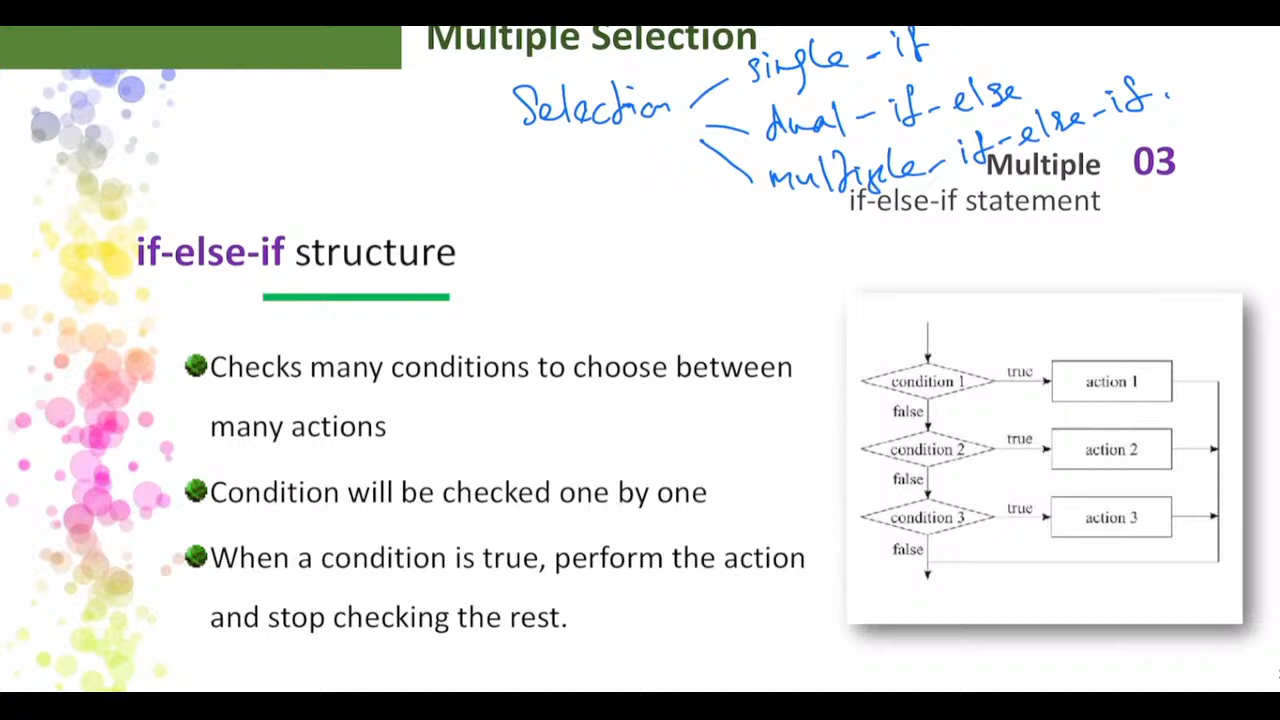 Multiple Selection
Selection
single - if
dual - if - else
multiple - if - else - if.
Multiple 03
if-else-if statement
if-else-if structure
Checks many conditions to choose between
many actions
Condition will be checked one by one
When a condition is true, perform the action
and stop checking the rest.
condition 1
true
action 1
false
condition 2
true
action 2
false
condition 3
true
action 3
false